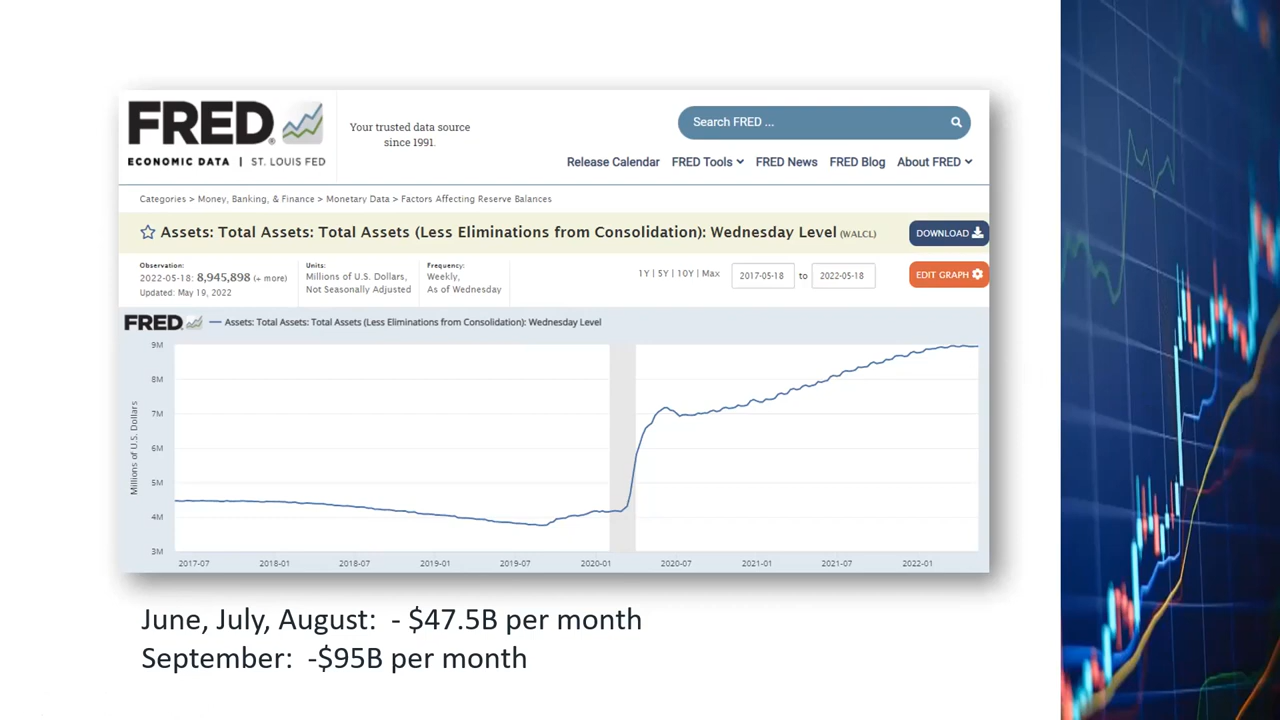 FRED
ECONOMIC DATA | ST. LOUIS FED
Your trusted data source
since 1991.
Search FRED ...
Release Calendar FRED Tools FRED News FRED Blog About FRED
Categories > Money, Banking, & Finance > Monetary Data > Factors Affecting Reserve Balances
Assets: Total Assets: Total Assets (Less Eliminations from Consolidation): Wednesday Level (WALCL)
DOWNLOAD
Observation:
2022-05-18: 8,945,898 (+ more)
Updated: May 19, 2022
Units:
Millions of U.S. Dollars,
Not Seasonally Adjusted
Frequency:
Weekly,
As of Wednesday
1Y | 5Y | 10Y | Max
2017-05-18 to 2022-05-18
EDIT GRAPH
FRED Assets: Total Assets: Total Assets (Less Eliminations from Consolidation): Wednesday Level
Millions of U.S. Dollars
9M
8M
7M
6M
5M
4M
3M
2017-07 2018-01 2018-07 2019-01 2019-07 2020-01 2020-07 2021-01 2021-07 2022-01
June, July, August: - $47.5B per month
September: -$95B per month